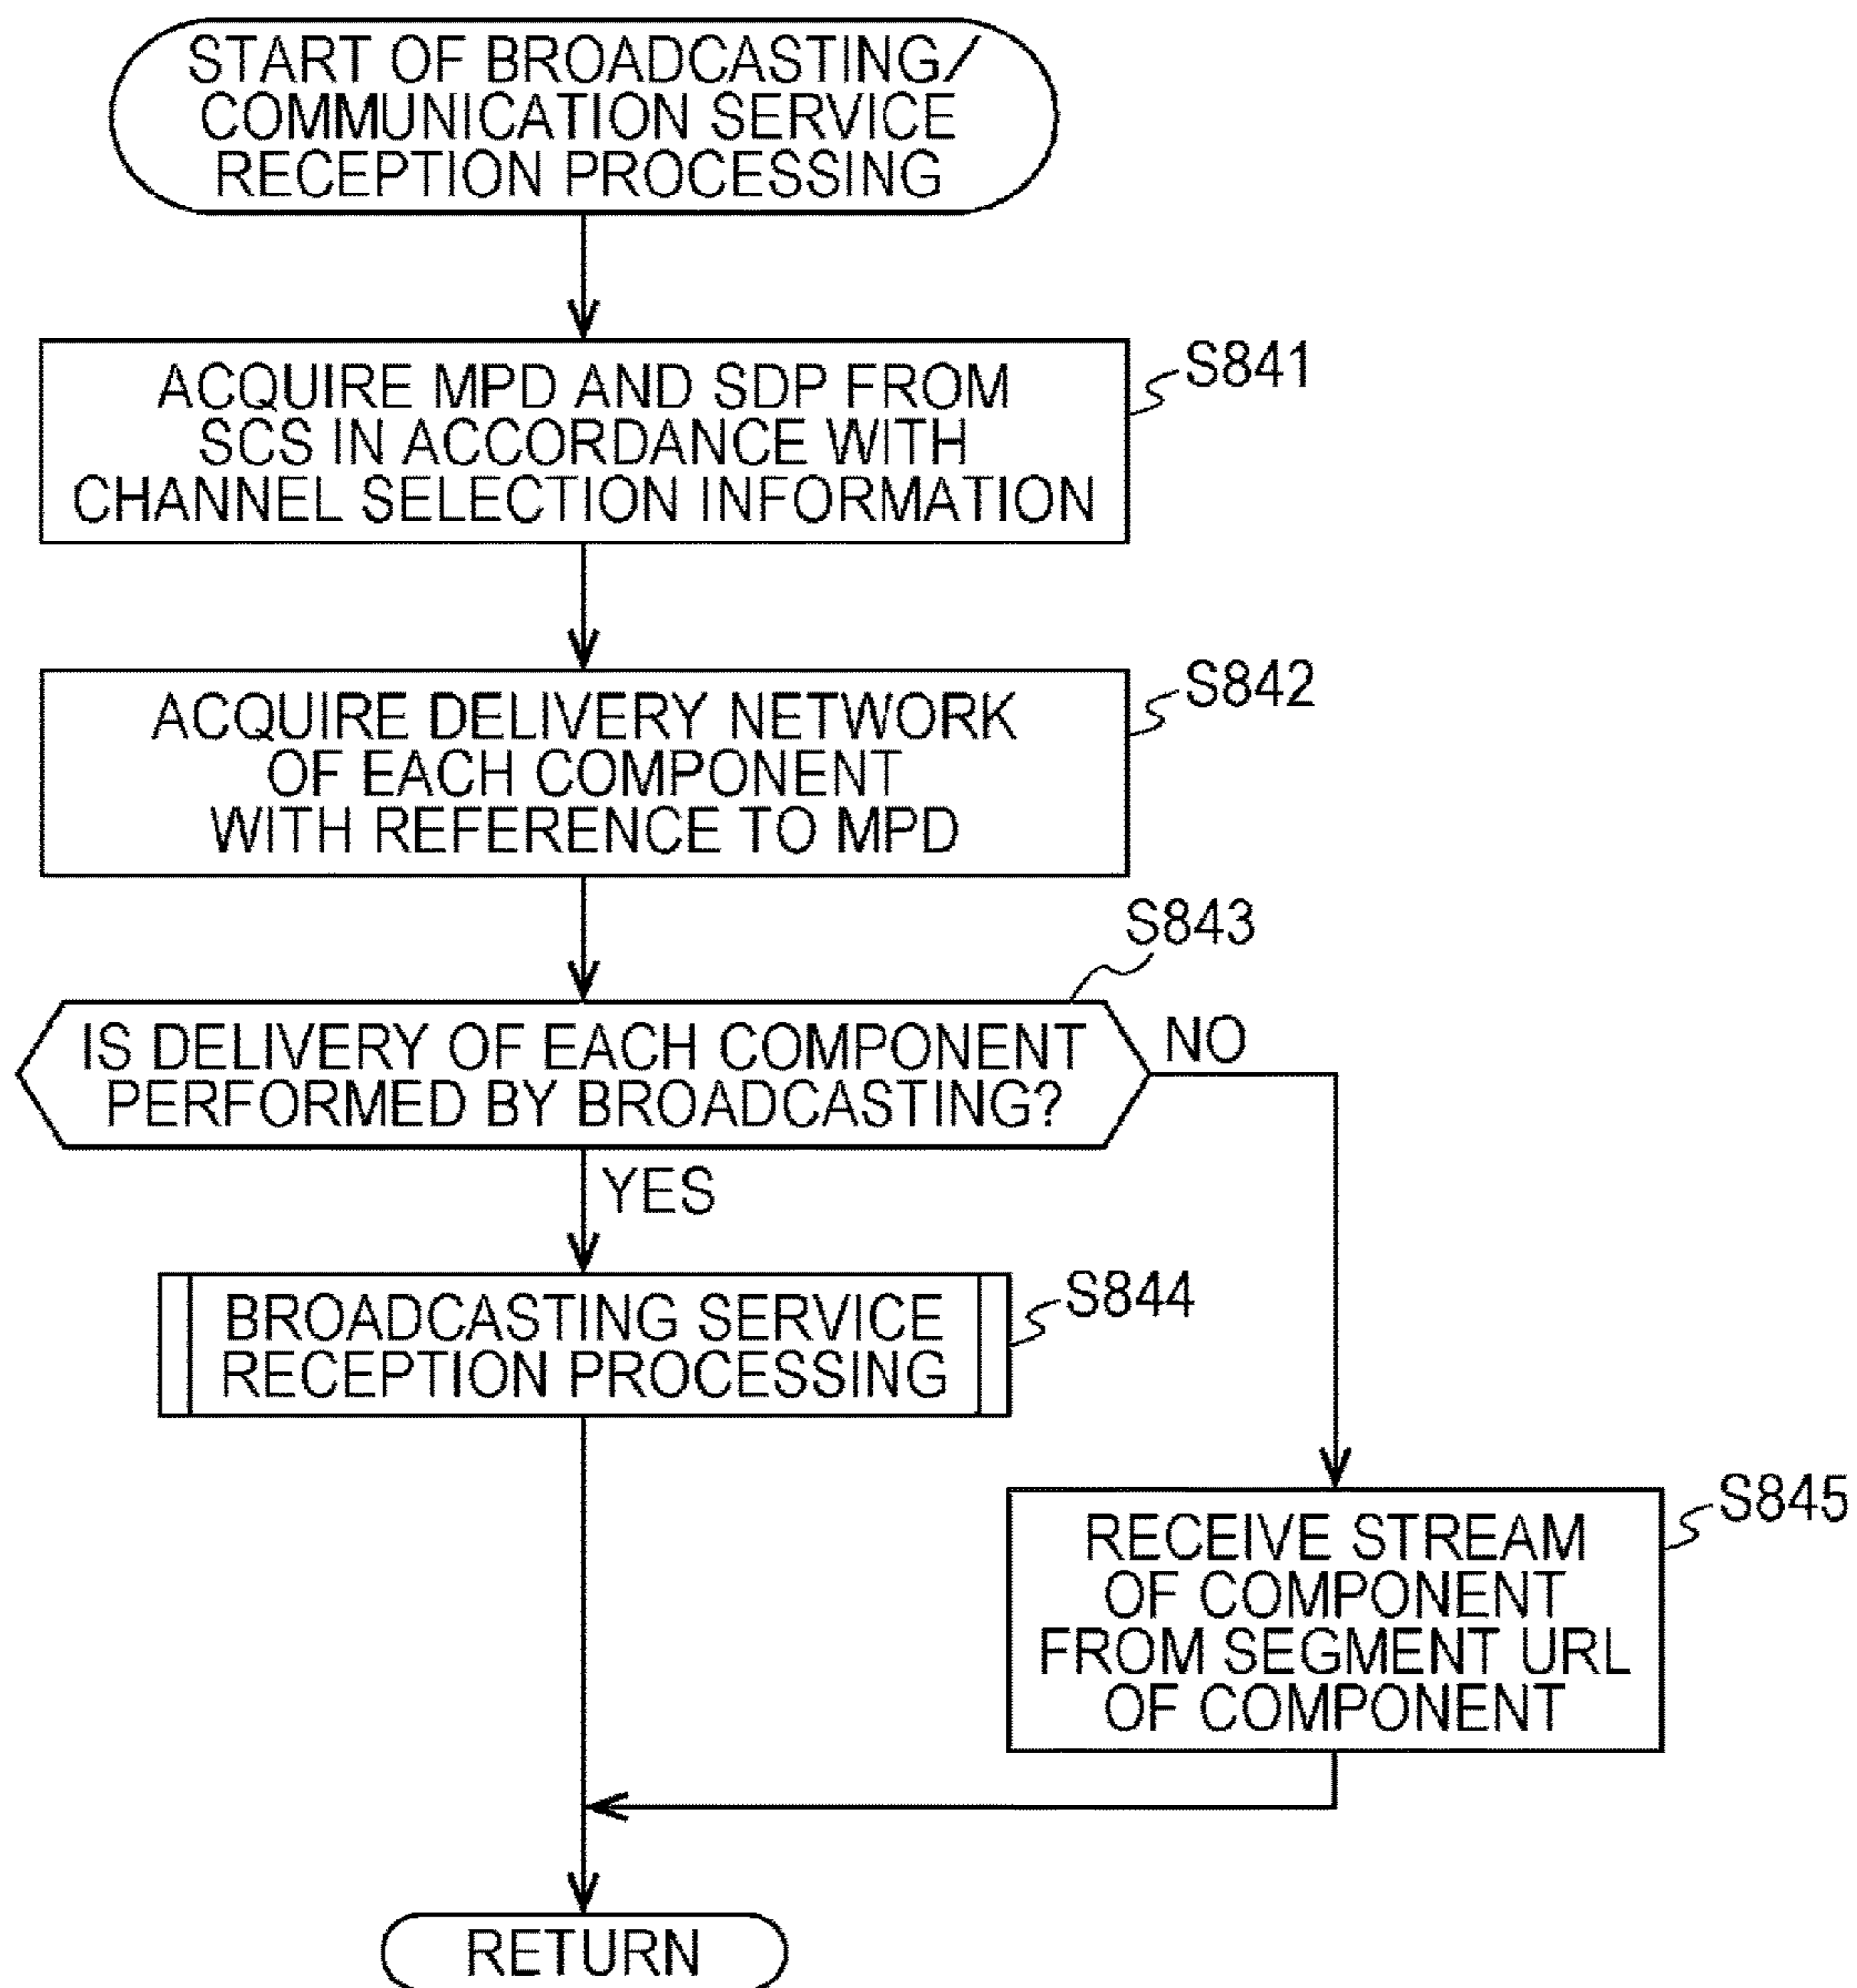 START OF BROADCASTING/
COMMUNICATION SERVICE
RECEPTION PROCESSING
S841
ACQUIRE MPD AND SDP FROM
SCS IN ACCORDANCE WITH
CHANNEL SELECTION INFORMATION
S842
ACQUIRE DELIVERY NETWORK
OF EACH COMPONENT
WITH REFERENCE TO MPD
S843
IS DELIVERY OF EACH COMPONENT
PERFORMED BY BROADCASTING?
NO
YES
S844
BROADCASTING SERVICE
RECEPTION PROCESSING
S845
RECEIVE STREAM
OF COMPONENT
FROM SEGMENT URL
OF COMPONENT
RETURN